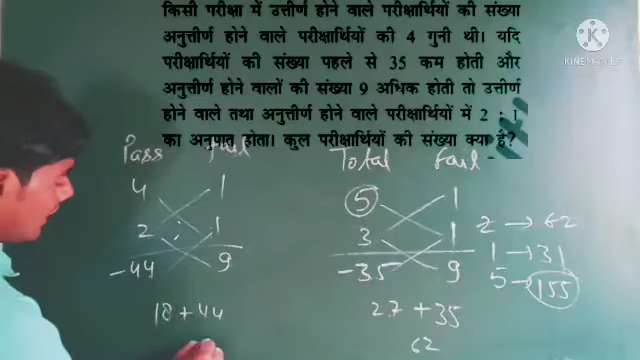 किसी परीक्षा में उत्तीर्ण होने वाले परीक्षार्थियों की संख्या
अनुत्तीर्ण होने वाले परीक्षार्थियों की 4 गुनी थी। यदि
परीक्षार्थियों की संख्या पहले से 35 कम होती और
अनुत्तीर्ण होने वालों की संख्या 9 अधिक होती तो उत्तीर्ण
होने वाले तथा अनुत्तीर्ण होने वाले परीक्षार्थियों में 2 : 1
का अनुपात होता। कुल परीक्षार्थियों की संख्या क्या है?
KINEMASTER
Pass Fail
4 1
2 : 1
-44 9
18 + 44
Total Fail
5 1
3 1
-35 9
27 + 35
62
2 → 62
1 → 31
5 → 155